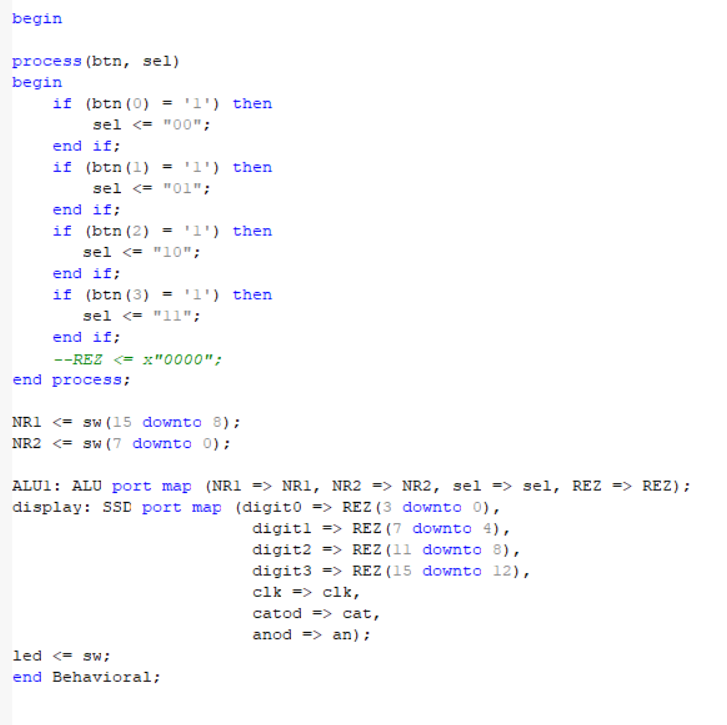 begin
process(btn, sel)
begin
if (btn(0) = '1') then
sel <= "00";
end if;
if (btn(1) = '1') then
sel <= "01";
end if;
if (btn(2) = '1') then
sel <= "10";
end if;
if (btn(3) = '1') then
sel <= "11";
end if;
--REZ <= x"0000";
end process;
NR1 <= sw(15 downto 8);
NR2 <= sw(7 downto 0);
ALU1: ALU port map (NR1 => NR1, NR2 => NR2, sel => sel, REZ => REZ);
display: SSD port map (digit0 => REZ(3 downto 0),
digit1 => REZ(7 downto 4),
digit2 => REZ(11 downto 8),
digit3 => REZ(15 downto 12),
clk => clk,
catod => cat,
anod => an);
led <= sw;
end Behavioral;